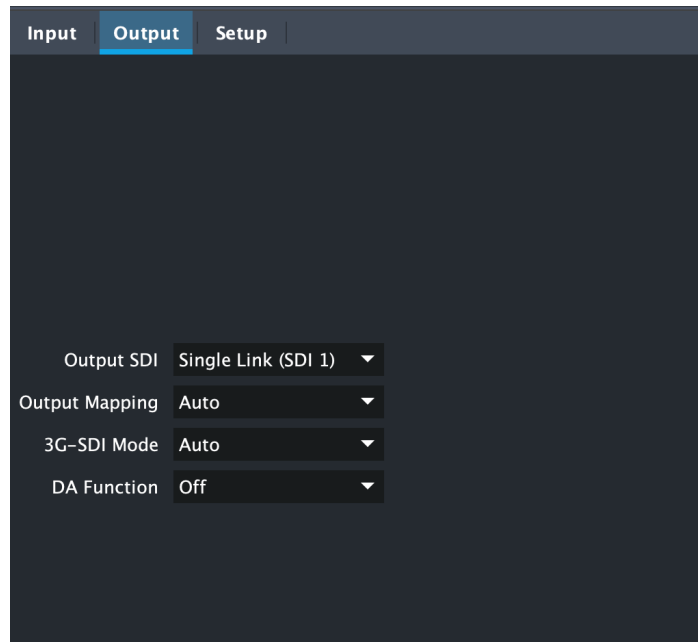 Input Output Setup
Output SDI Single Link (SDI 1)
Output Mapping Auto
3G-SDI Mode Auto
DA Function Off